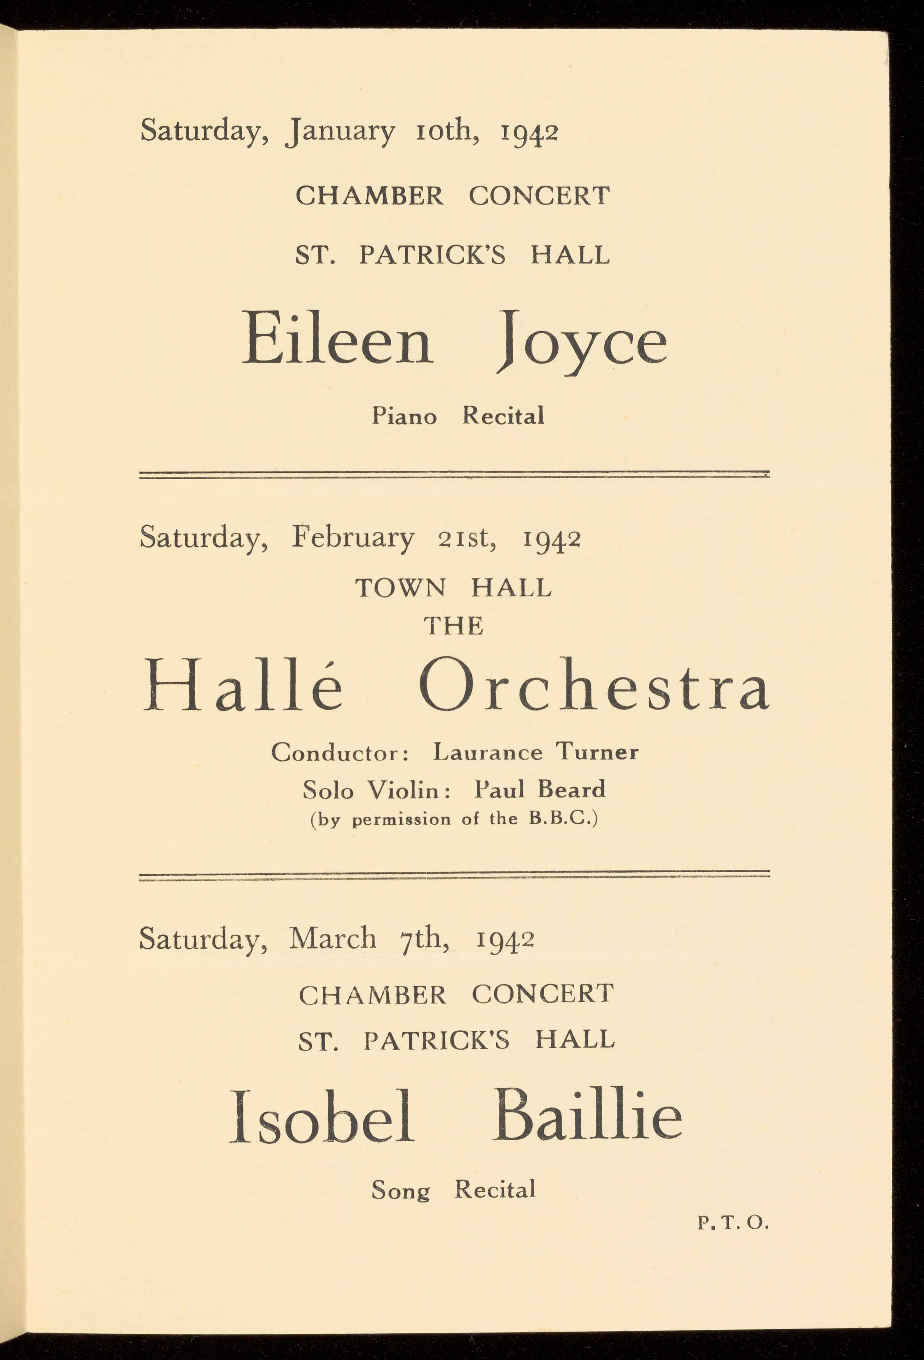 Saturday, January 10th, 1942
CHAMBER CONCERT
ST. PATRICK'S HALL
Eileen Joyce
Piano Recital
Saturday, February 21st, 1942
TOWN HALL
THE
Hallé Orchestra
Conductor: Laurance Turner
Solo Violin: Paul Beard
(by permission of the B.B.C.)
Saturday, March 7th, 1942
CHAMBER CONCERT
ST. PATRICK'S HALL
Isobel Baillie
Song Recital
P.T.O.